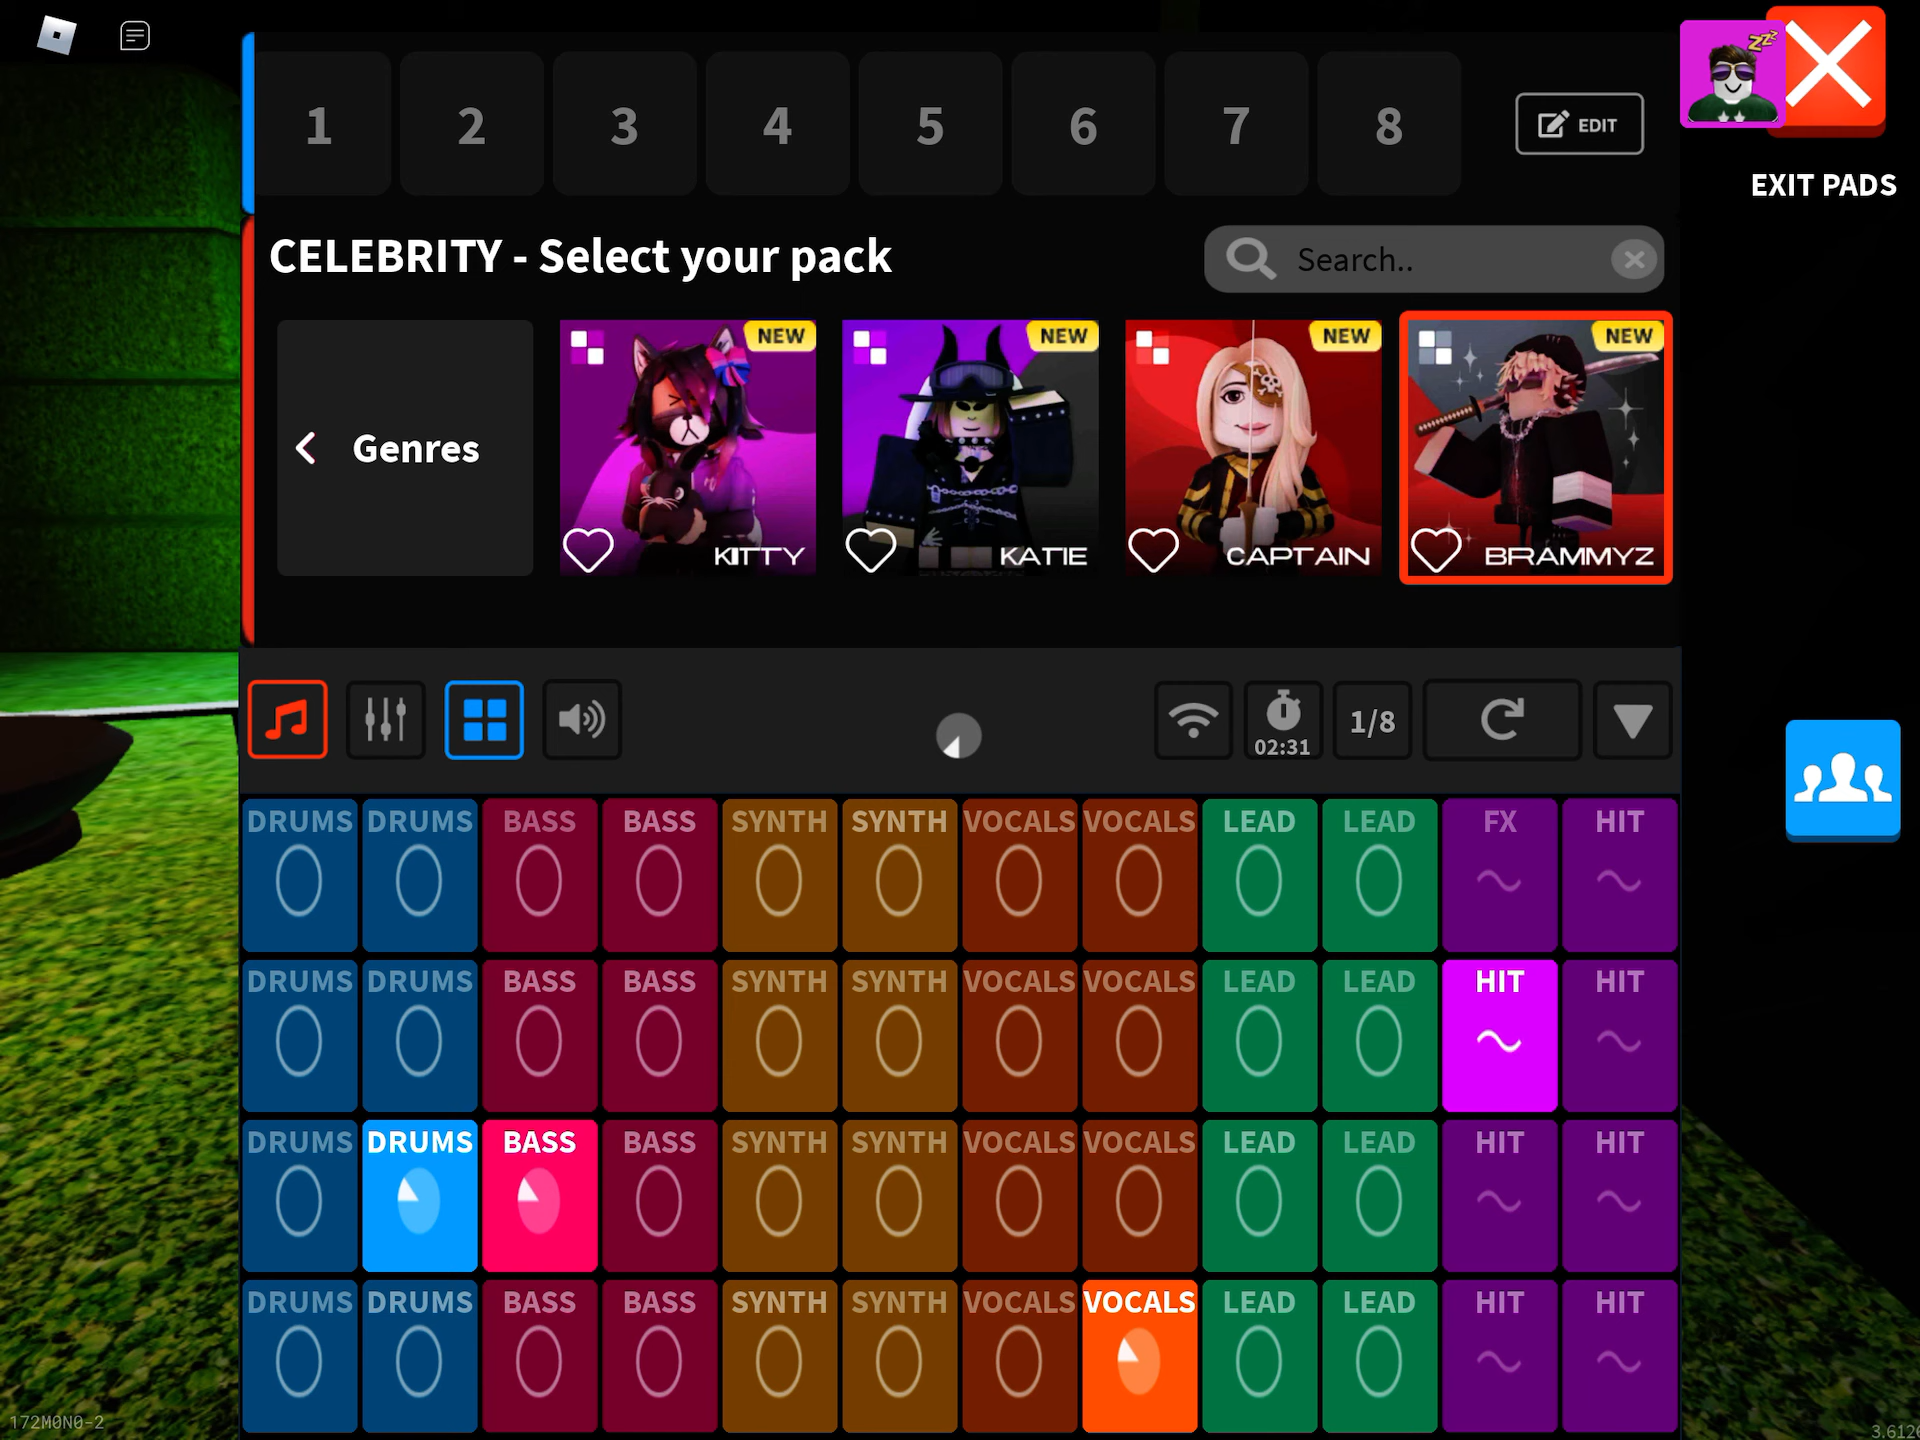 1 2 3 4 5 6 7 8 EDIT
zzz
EXIT PADS
CELEBRITY - Select your pack Search..
Genres
NEW NEW NEW NEW
KITTY KATIE CAPTAIN BRAMMYZ
02:31 1/8
DRUMS DRUMS BASS BASS SYNTH SYNTH VOCALS VOCALS LEAD LEAD FX HIT
DRUMS DRUMS BASS BASS SYNTH SYNTH VOCALS VOCALS LEAD LEAD HIT HIT
DRUMS DRUMS BASS BASS SYNTH SYNTH VOCALS VOCALS LEAD LEAD HIT HIT
DRUMS DRUMS BASS BASS SYNTH SYNTH VOCALS VOCALS LEAD LEAD HIT HIT
172M0N0-2